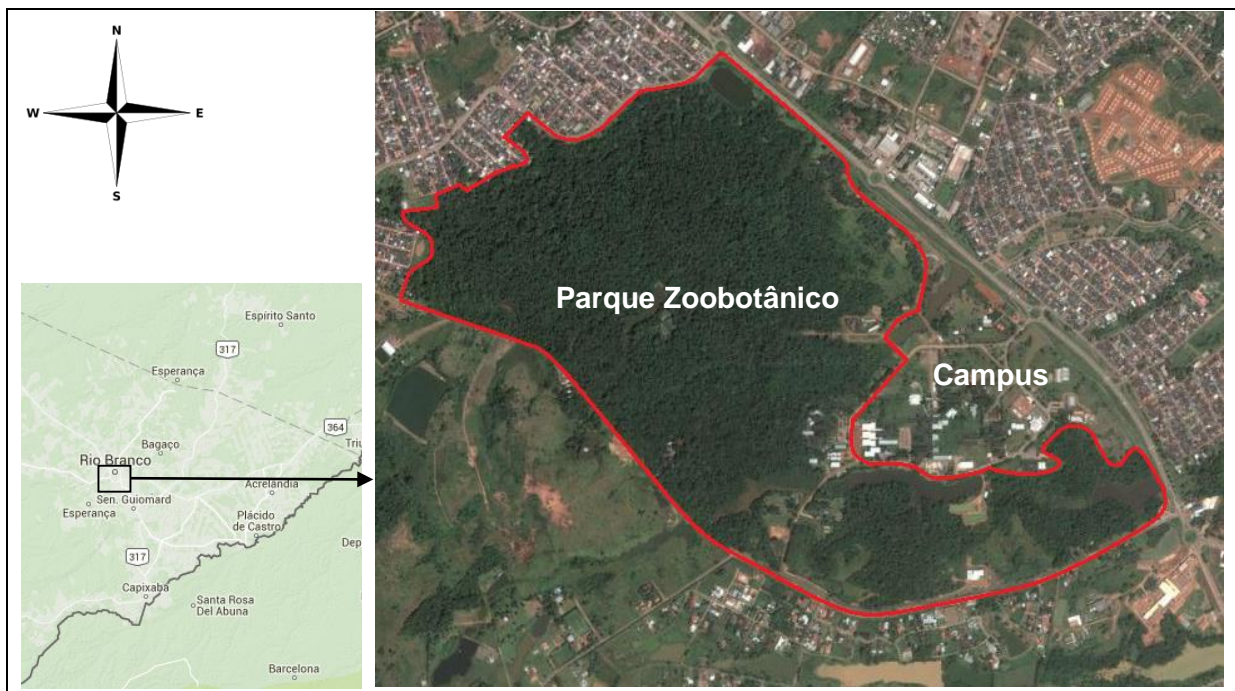 N
W
E
S
Parque Zoobotânico
Campus
Espírito Santo
317
Esperança
364
Bagaço
Rio Branco
Acrelândia
Sen. Guiomard
Esperança
Plácido
de Castro
317
Capixaba
Santa Rosa
Del Abuna
Barcelona